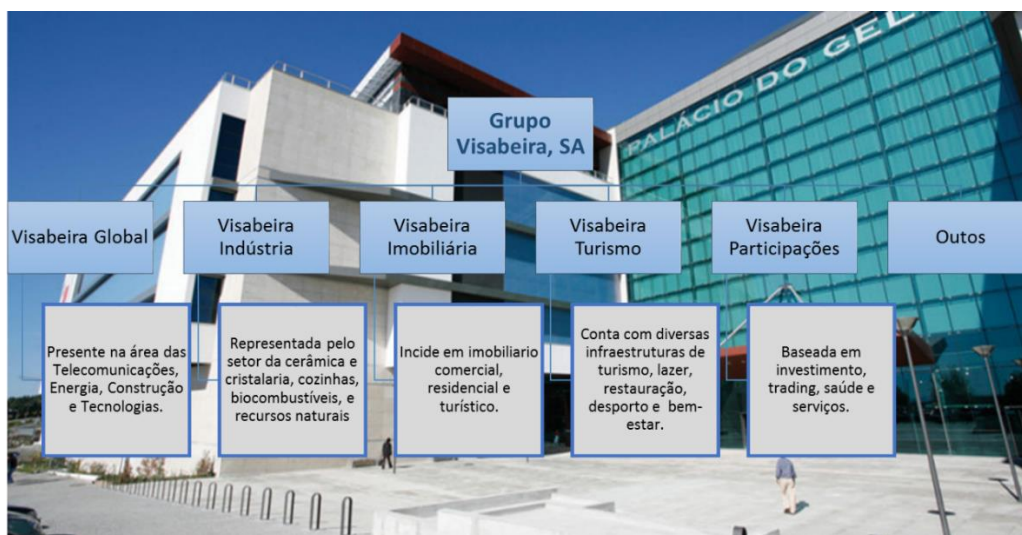 PALÁCIO DO GEL
Grupo
Visabeira, SA
Visabeira Global
Visabeira
Indústria
Visabeira
Imobiliária
Visabeira
Turismo
Visabeira
Participações
Outos
Presente na área das
Telecomunicações,
Energia, Construção
e Tecnologias.
Representada pelo
setor da cerâmica e
cristalaria, cozinhas,
biocombustíveis, e
recursos naturais
Incide em imobiliario
comercial,
residencial e
turístico.
Conta com diversas
infraestruturas de
turismo, lazer,
restauração,
desporto e bem-
estar.
Baseada em
investimento,
trading, saúde e
serviços.